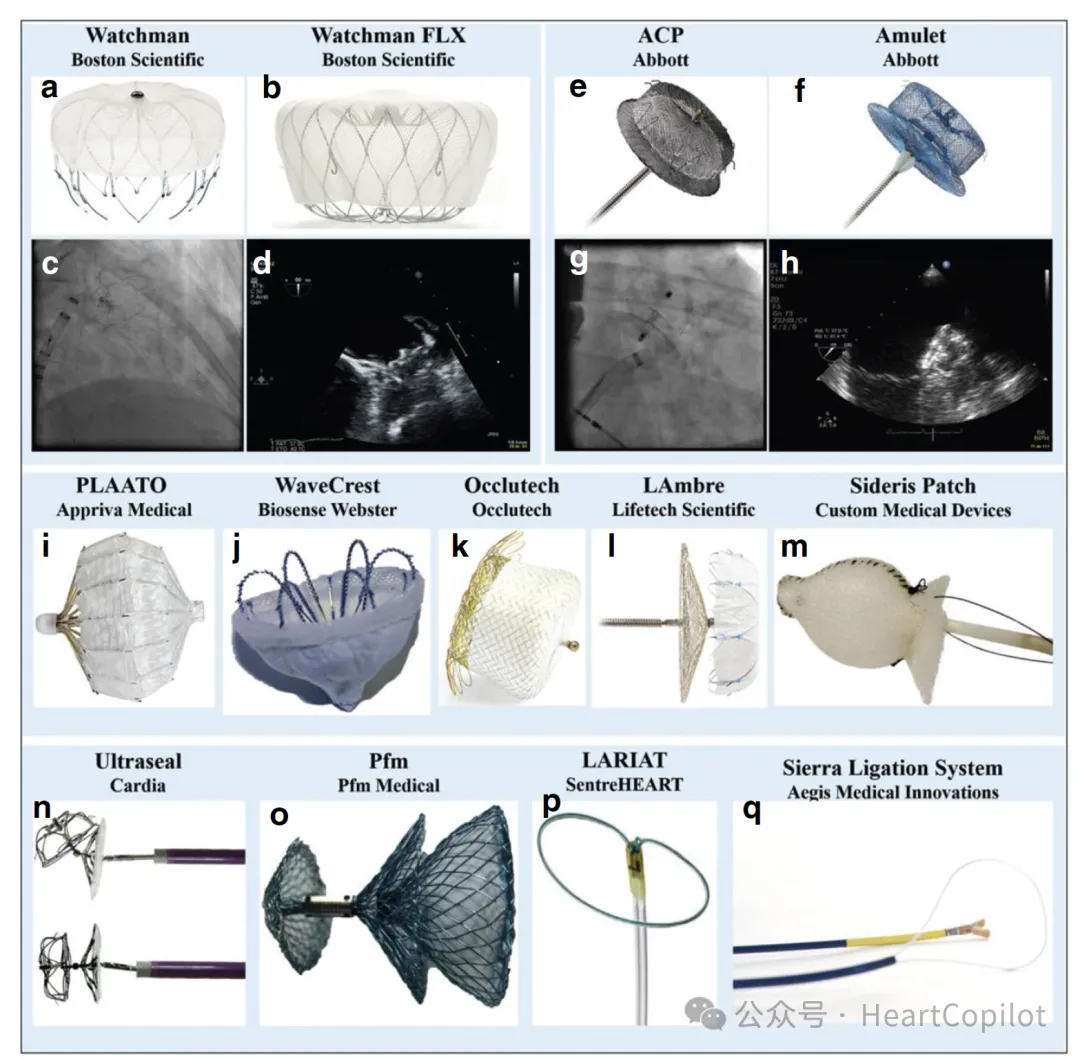 Watchman
Boston Scientific
Watchman FLX
Boston Scientific
ACP
Abbott
Amulet
Abbott
a
b
e
f
c
d
g
h
PLAATO
Appriva Medical
WaveCrest
Biosense Webster
Occlutech
Occlutech
LAmbre
Lifetech Scientific
Sideris Patch
Custom Medical Devices
i
j
k
l
m
Ultraseal
Cardia
Pfm
Pfm Medical
LARIAT
SentreHEART
Sierra Ligation System
Aegis Medical Innovations
n
o
p
q
公众号 · HeartCopilot